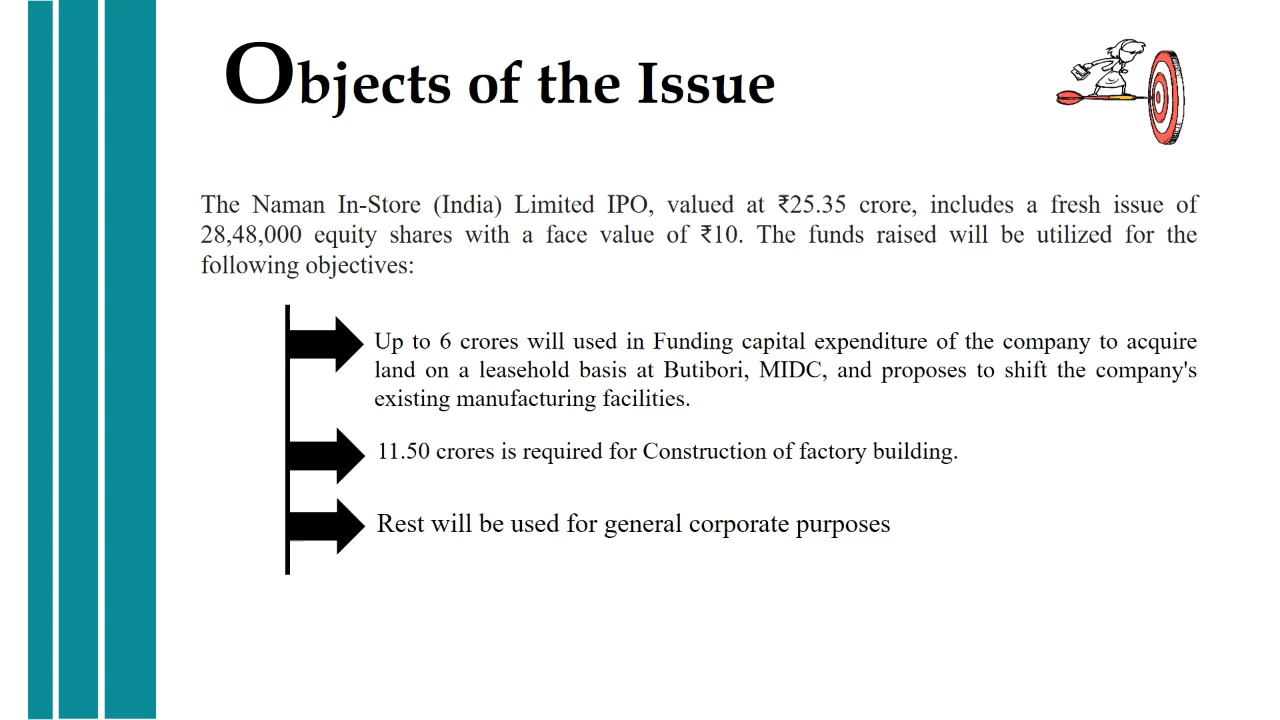 Objects of the Issue
The Naman In-Store (India) Limited IPO, valued at ₹25.35 crore, includes a fresh issue of
28,48,000 equity shares with a face value of ₹10. The funds raised will be utilized for the
following objectives:
Up to 6 crores will used in Funding capital expenditure of the company to acquire
land on a leasehold basis at Butibori, MIDC, and proposes to shift the company's
existing manufacturing facilities.
11.50 crores is required for Construction of factory building.
Rest will be used for general corporate purposes